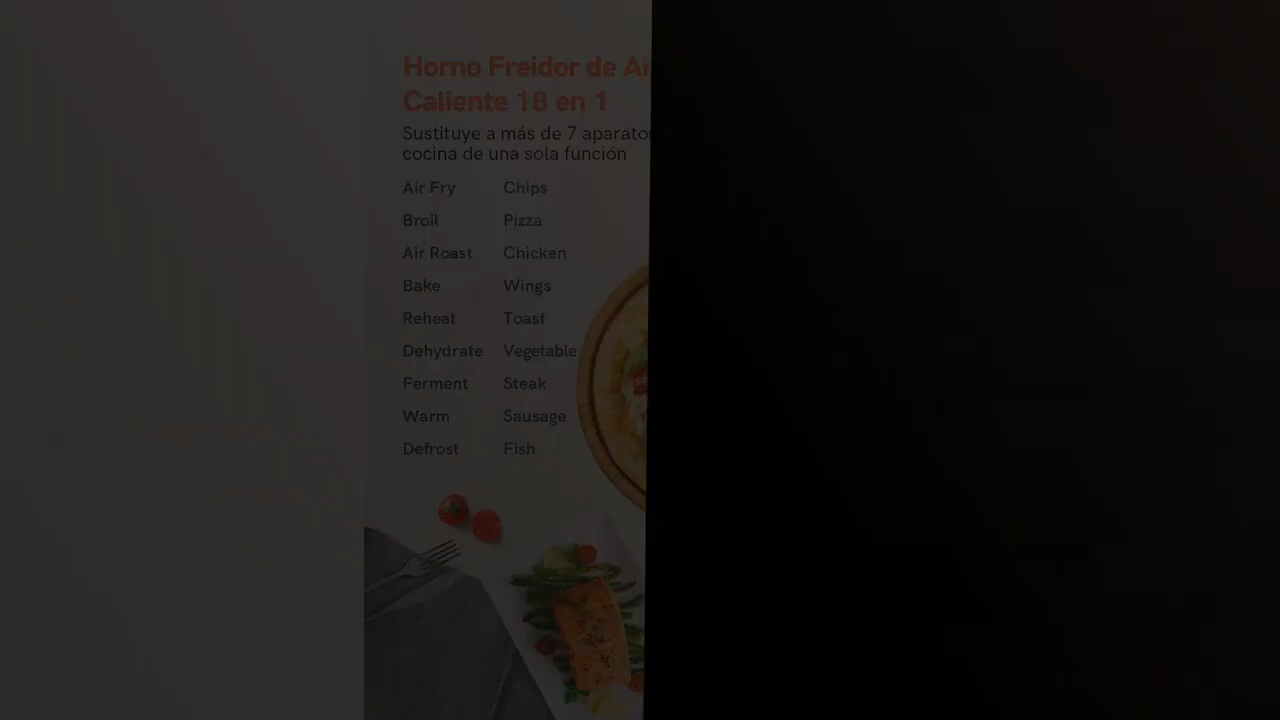 Horno Freidor de
Caliente 18 en 1
Sustituye a más de 7 aparatos
cocina de una sola función
Air Fry Chips
Broil Pizza
Air Roast Chicken
Bake Wings
Reheat Toast
Dehydrate Vegetable
Ferment Steak
Warm Sausage
Defrost Fish